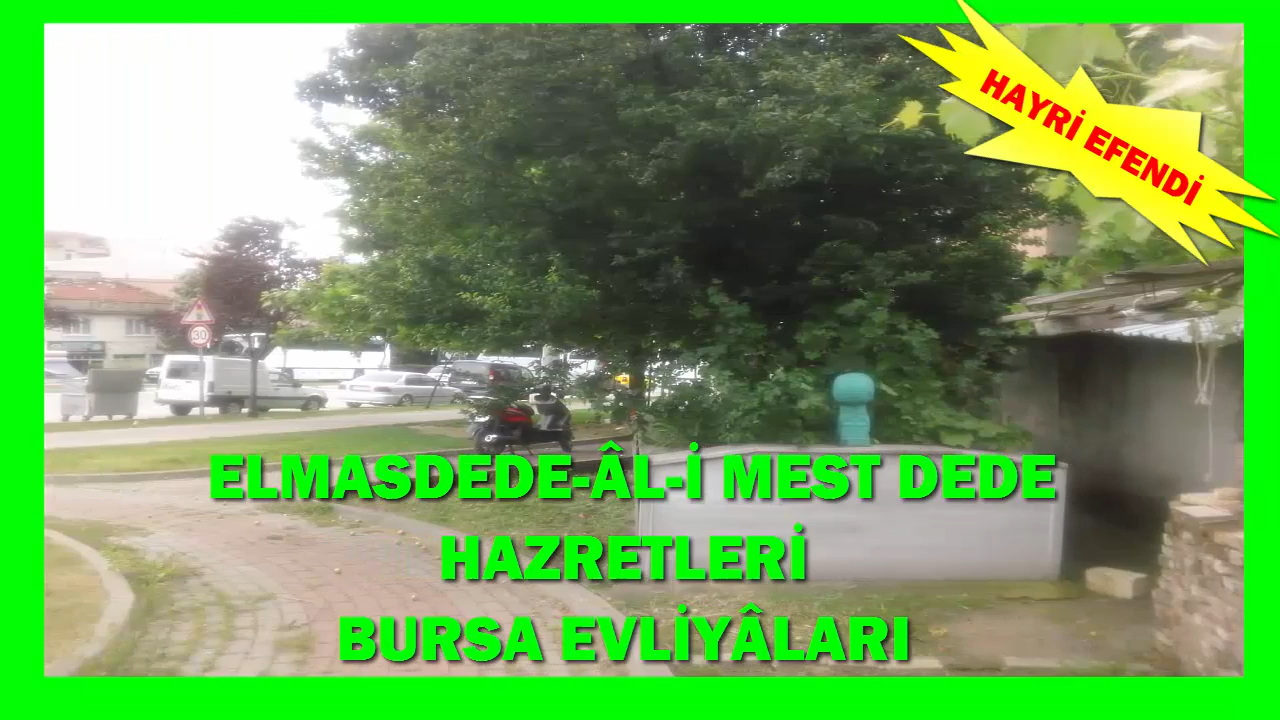 HAYRİ EFENDİ
30
ELMASDEDE-ÂL-İ MEST DEDE
HAZRETLERİ
BURSA EVLİYÂLARI